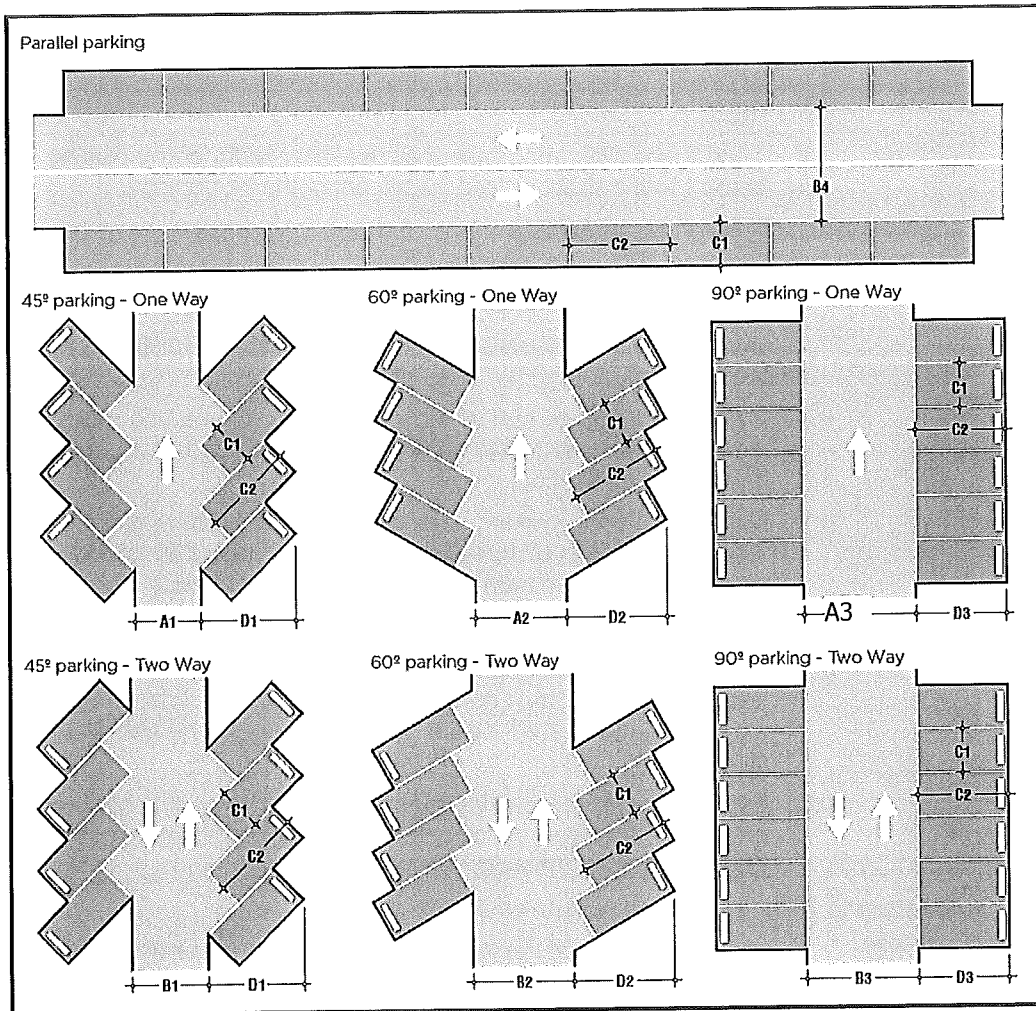 Parallel parking
B4
C2
C1
45º parking - One Way
60º parking - One Way
90º parking - One Way
C1
C2
A1
D1
C1
C2
A2
D2
C1
C2
A3
D3
45º parking - Two Way
60º parking - Two Way
90º parking - Two Way
C1
C2
B1
D1
C1
C2
B2
D2
C1
C2
B3
D3